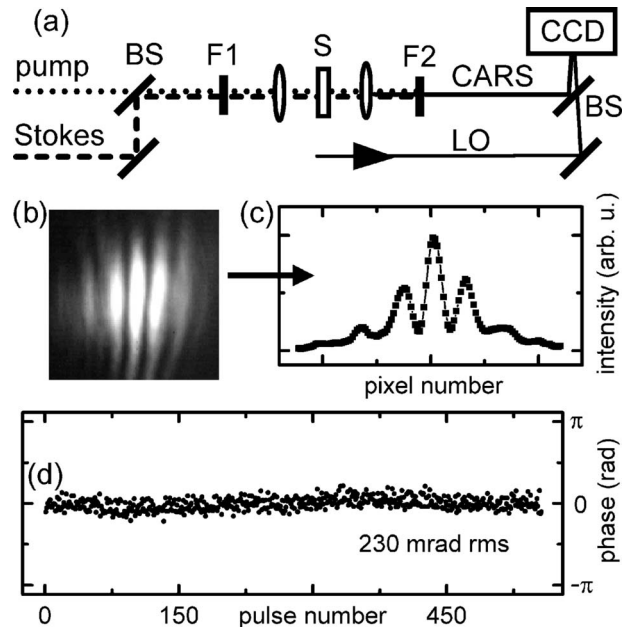 (a)
pump
BS
F1
S
F2
CCD
CARS
BS
Stokes
LO
(b)
(c)
intensity (arb. u.)
pixel number
(d)
π
0
-π
phase (rad)
230 mrad rms
0 150 450
pulse number